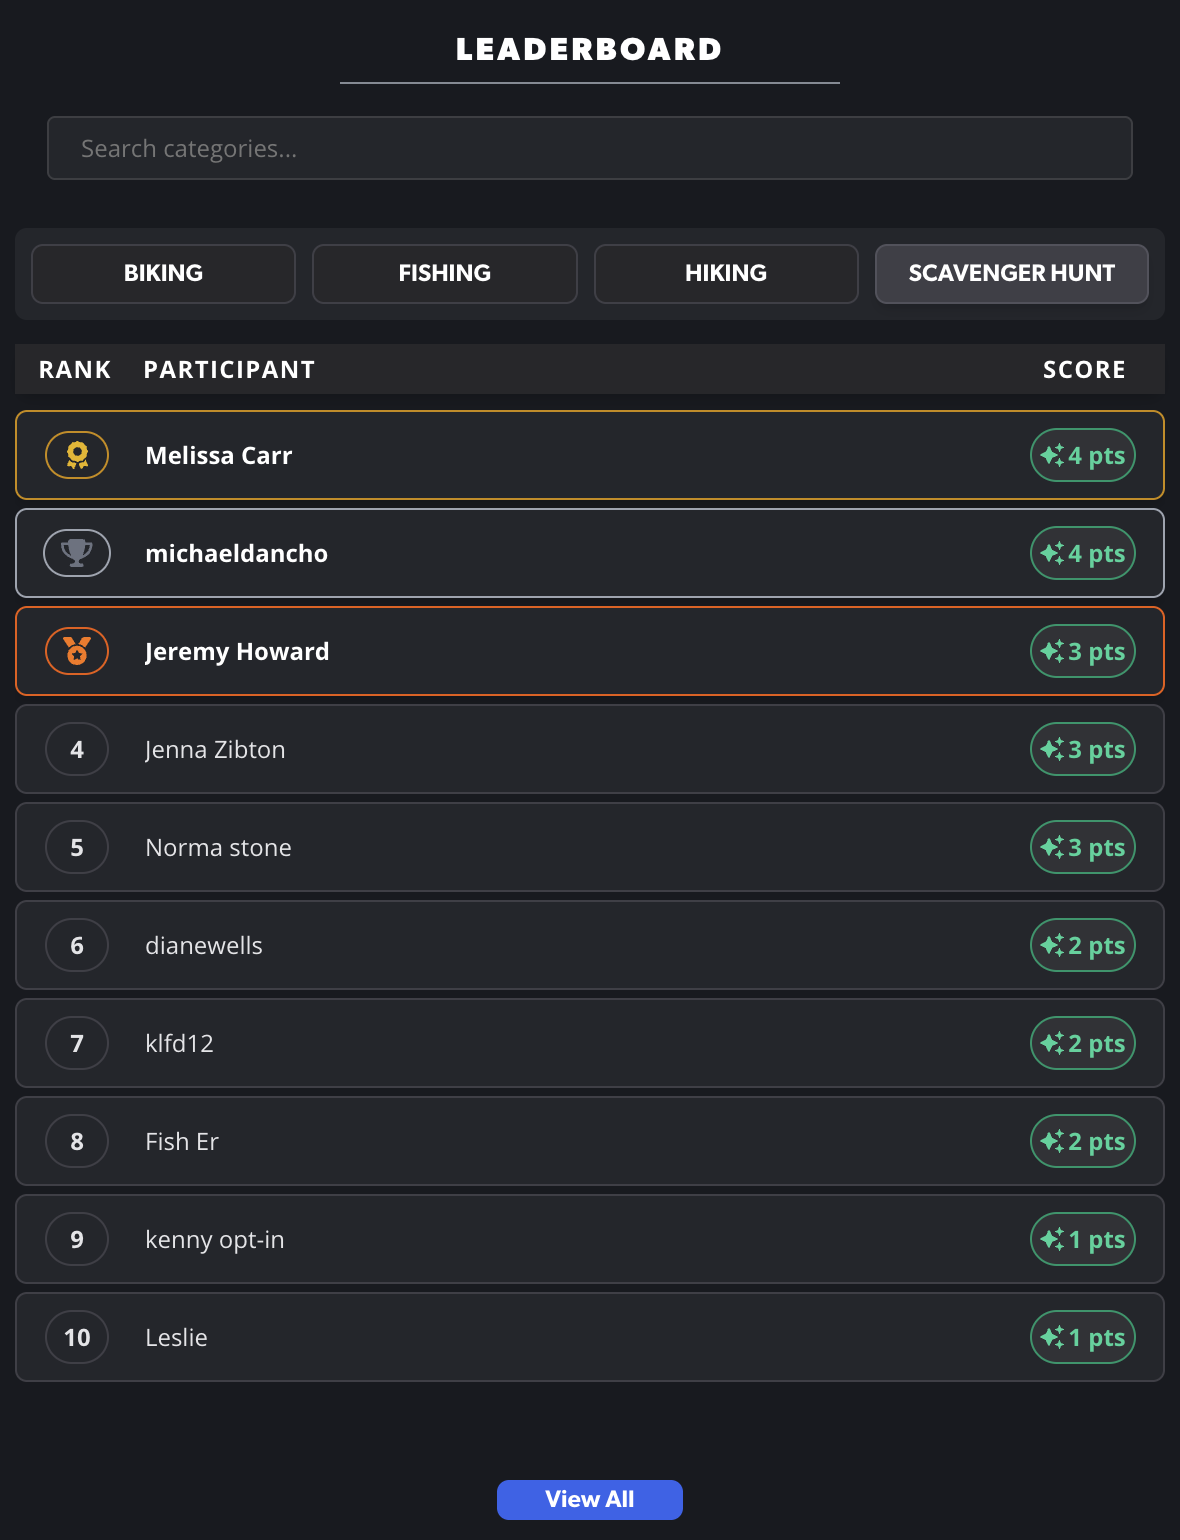 LEADERBOARD
Search categories...
BIKING FISHING HIKING SCAVENGER HUNT
RANK PARTICIPANT SCORE
Melissa Carr 4 pts
michaeldancho 4 pts
Jeremy Howard 3 pts
4 Jenna Zibton 3 pts
5 Norma stone 3 pts
6 dianewells 2 pts
7 klfd12 2 pts
8 Fish Er 2 pts
9 kenny opt-in 1 pts
10 Leslie 1 pts
View All